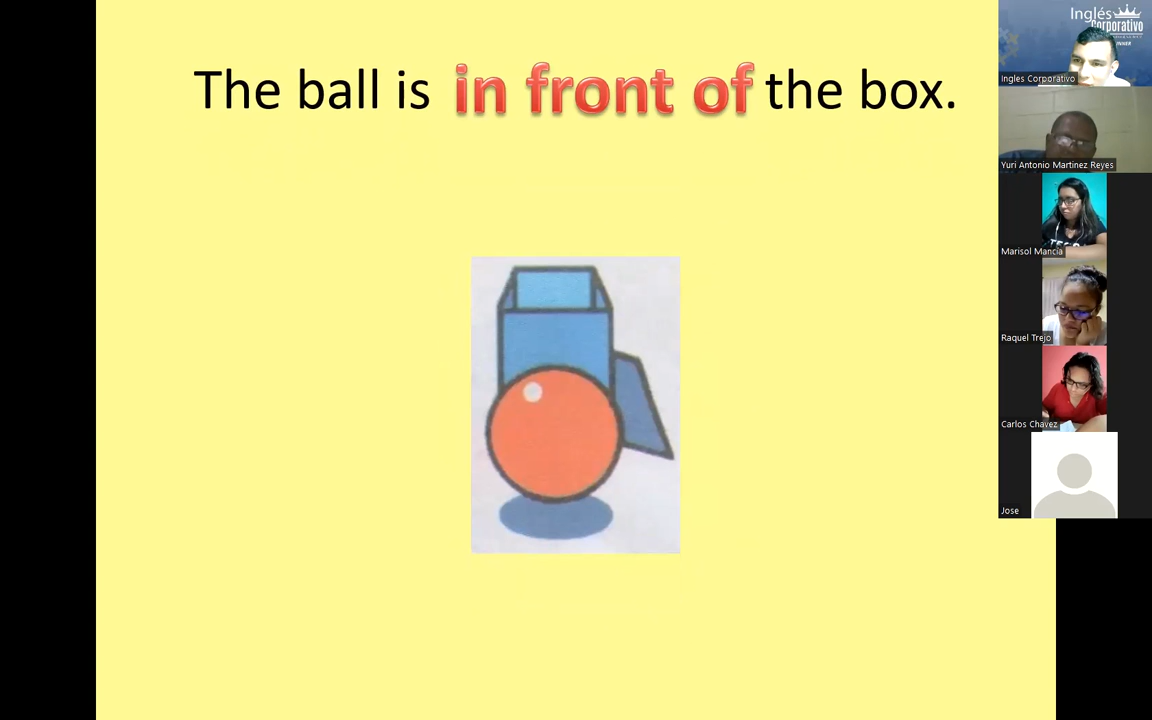 The ball is in front of the box.
Inglés
Corporativo
Ingles Corporativo
Yuri Antonio Martinez Reyes
Marisol Mancia
Raquel Trejo
Carlos Chavez
Jose